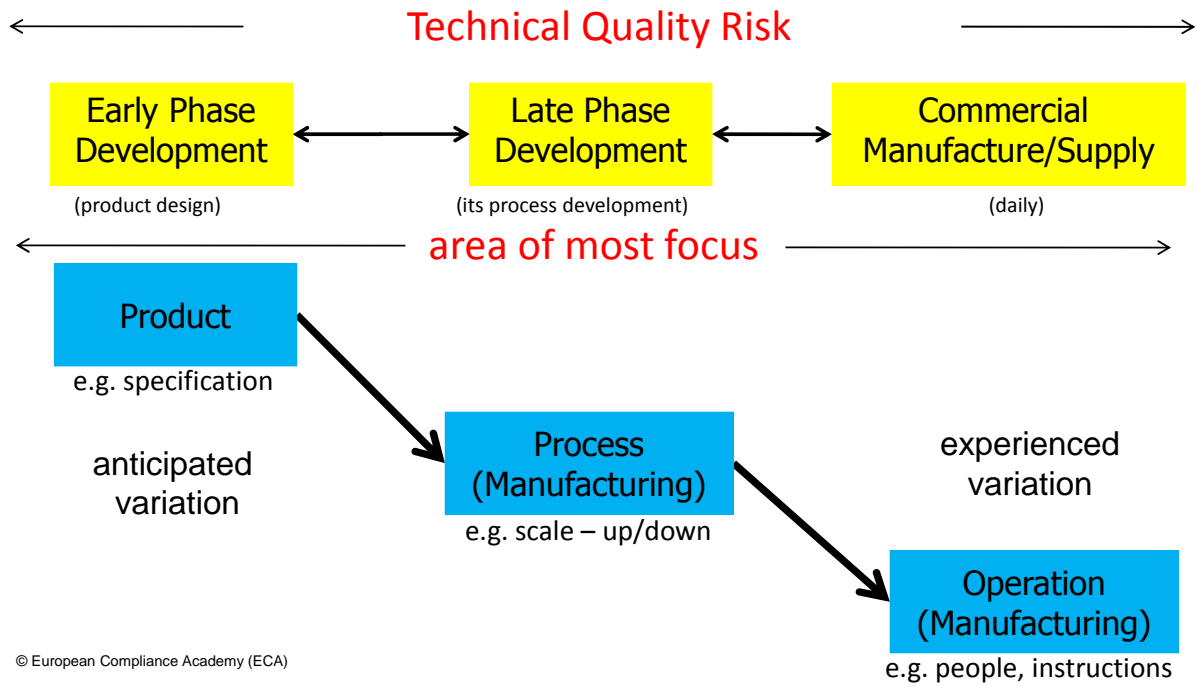 Technical Quality Risk
Early Phase
Development
Late Phase
Development
Commercial
Manufacture/Supply
(product design)
(its process development)
(daily)
area of most focus
Product
e.g. specification
anticipated
variation
Process
(Manufacturing)
e.g. scale – up/down
experienced
variation
Operation
(Manufacturing)
e.g. people, instructions
© European Compliance Academy (ECA)